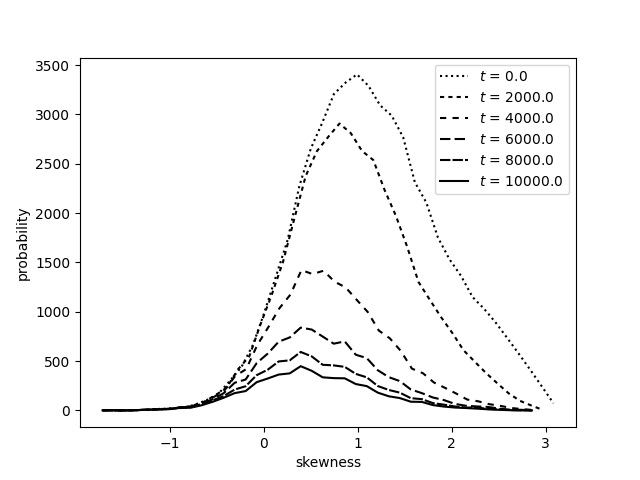 3500
3000
2500
2000
1500
1000
500
0
probability
−1
0
1
2
3
skewness
t = 0.0
t = 2000.0
t = 4000.0
t = 6000.0
t = 8000.0
t = 10000.0